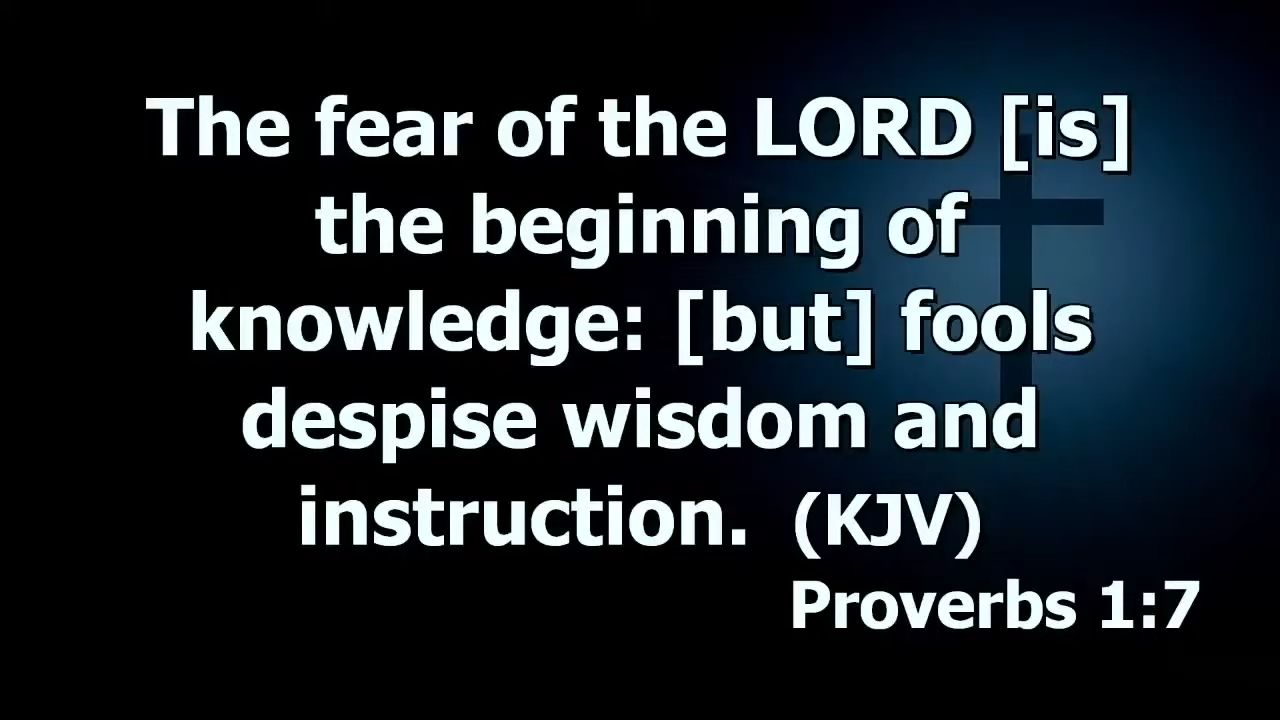 The fear of the LORD [is]
the beginning of
knowledge: [but] fools
despise wisdom and
instruction. (KJV)
Proverbs 1:7